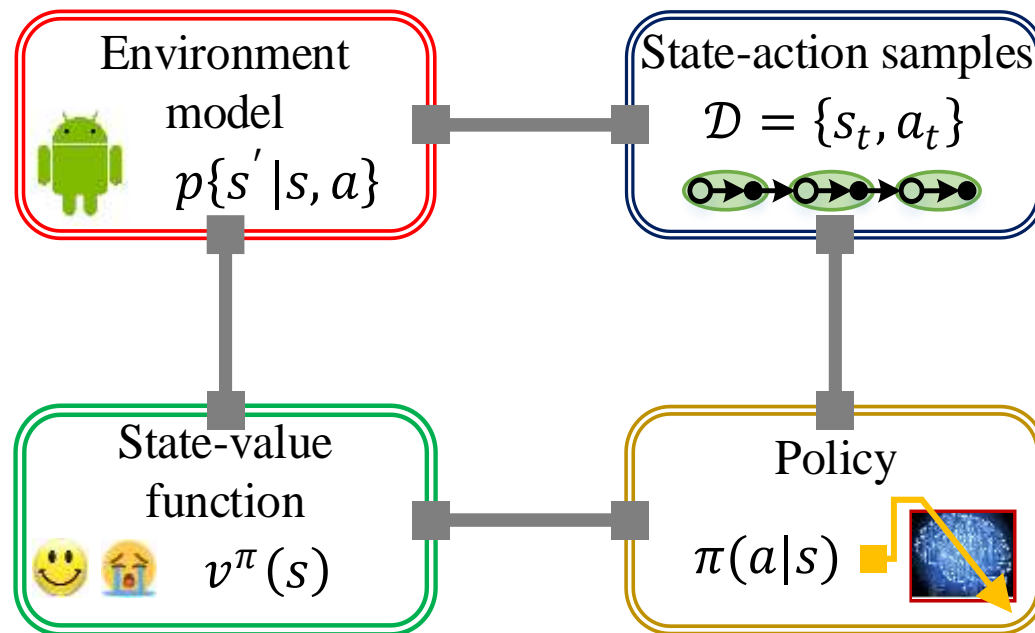 Environment
model
p{s′|s, a}
State-action samples
𝒟 = {s_t, a_t}
State-value
function
v^π(s)
Policy
π(a|s)